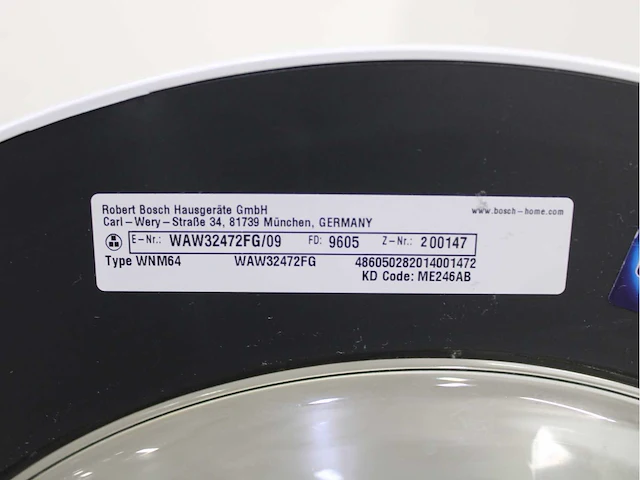 Robert Bosch Hausgeräte GmbH
www.bosch-home.com
Carl-Wery-Straße 34, 81739 München, GERMANY
E-Nr.: WAW32472FG/09 FD: 9605 Z-Nr.: 200147
Type WNM64 WAW32472FG 486050282014001472
KD Code: ME246AB